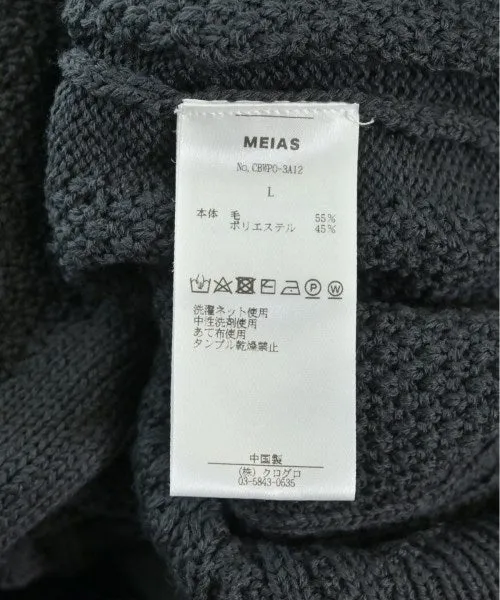 MEIAS
No,CBWPO-3A12
L
本体 毛 55%
ポリエステル 45%
P W
洗濯ネット使用
中性洗剤使用
あて布使用
タンブル乾燥禁止
中国製
(株) クログロ
03-5843-0635